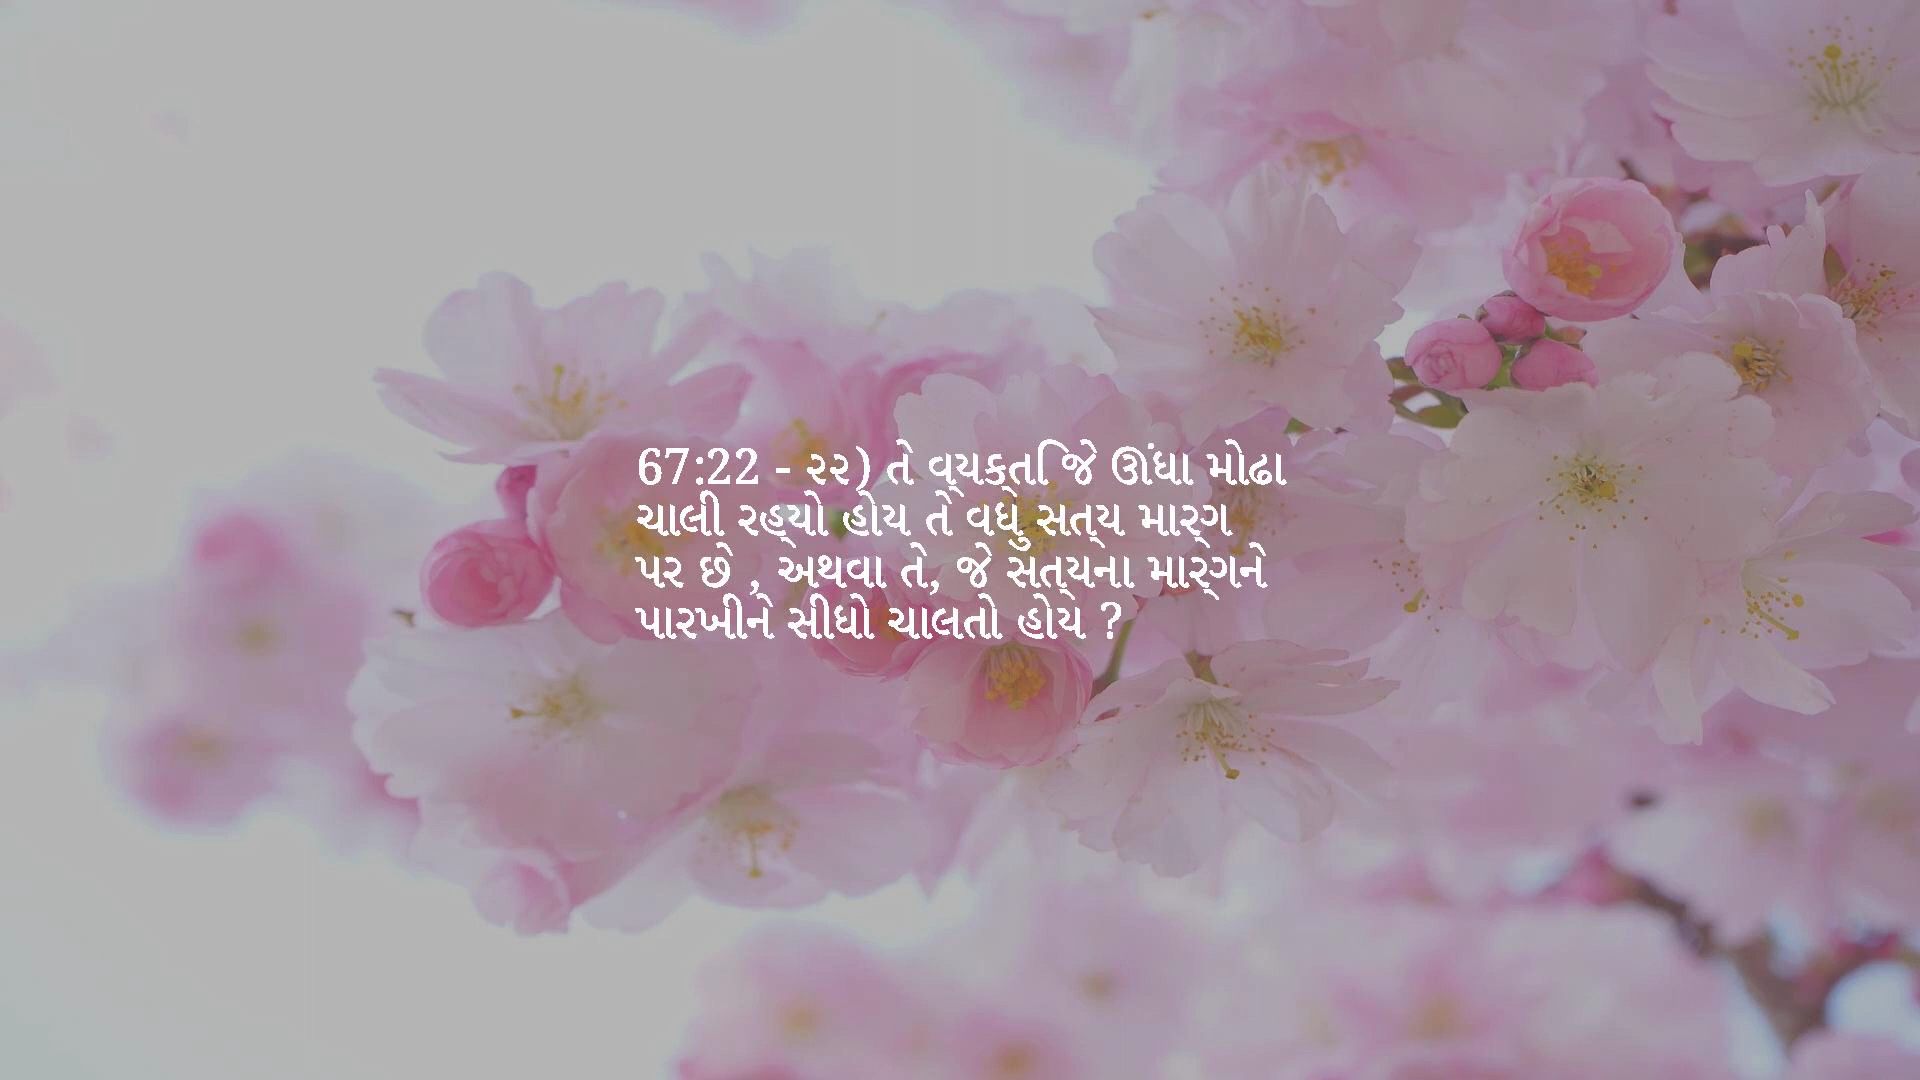 67:22 - ૨૨) તે વ્યક્તિ જે ઊંધા મોઢા
ચાલી રહ્યો હોય તે વધુ સત્ય માર્ગ
પર છે , અથવા તે, જે સત્યના માર્ગને
પારખીને સીધો ચાલતો હોય ?